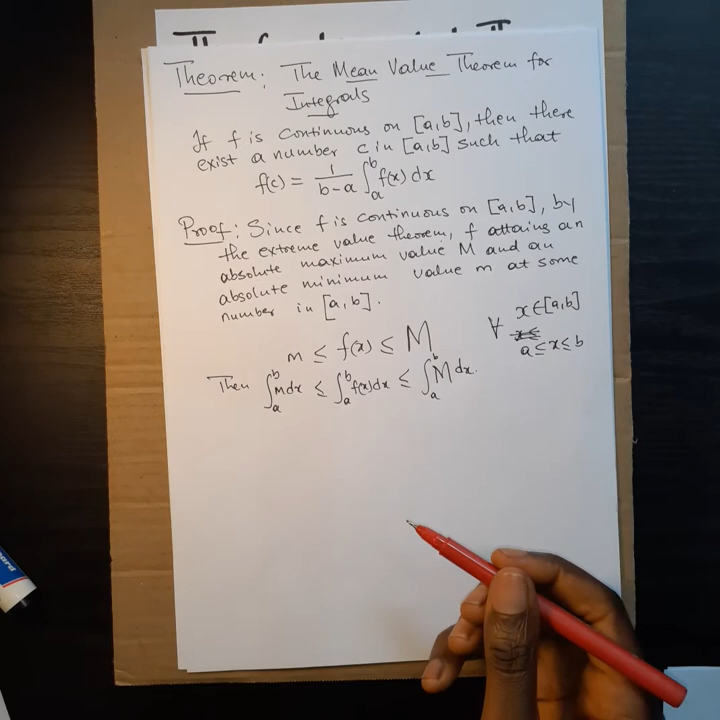 Theorem: The Mean Value Theorem for
Integrals
If f is continuous on [a,b], then there
exist a number c in [a,b] such that
f(c) = 1/(b-a) ∫_a^b f(x) dx
Proof: Since f is continuous on [a,b], by
the extreme value theorem, f attains an
absolute maximum value M and an
absolute minimum value m at some
number in [a,b].
m ≤ f(x) ≤ M ∀ x∈[a,b]
a≤x≤b
Then ∫_a^b m dx ≤ ∫_a^b f(x) dx ≤ ∫_a^b M dx.